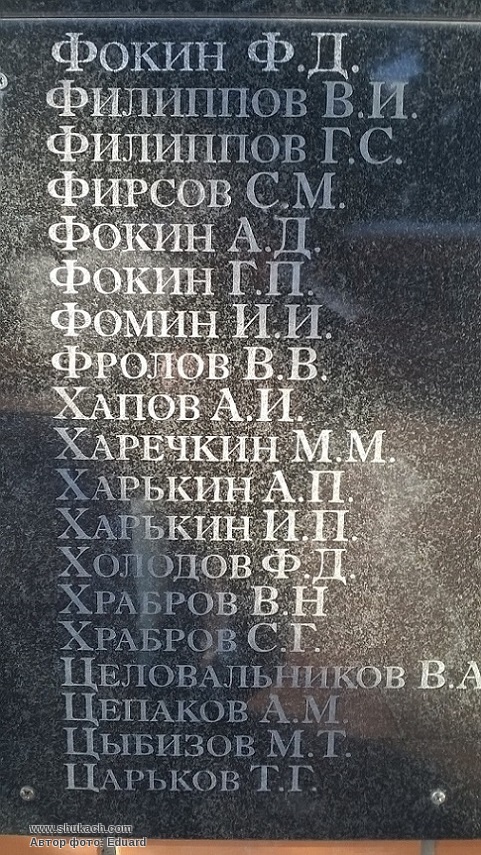 Фокин Ф.Д.
Филиппов В.И.
Филиппов Г.С.
Фирсов С.М.
Фокин А.Д.
Фокин Г.П.
Фомин И.И.
Фролов В.В.
Хапов А.И.
Харечкин М.М.
Харькин А.П.
Харькин И.П.
Холодов Ф.Д.
Храбров В.Н
Храбров С.Г.
Целовальников В.А
Цепаков А.М.
Цыбизов М.Т.
Царьков Т.Г.
www.shukach.com
Автор фото: Eduard